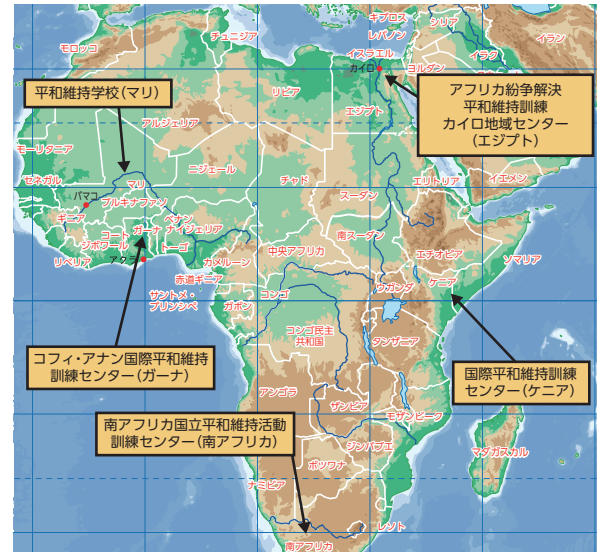 キプロス
シリア
チュニジア
レバノン
イラン
モロッコ
イスラエル
イラク
カイロ
ヨルダン
平和維持学校(マリ)
リビア
アフリカ紛争解決
平和維持訓練
カイロ地域センター
(エジプト)
エジプト
アルジェリア
モーリタニア
ニジェール
チャド
セネガル
マリ
スーダン
エリトリア
イエメン
バマコ
ブルキナファソ
ギニア
ベナン
ガーナ
ナイジェリア
コート
ジボワール
トーゴ
南スーダン
中央アフリカ
エチオピア
ソマリア
リベリア
アクラ
カメルーン
赤道ギニア
ケニア
サントメ・
プリンシペ
ガボン
コンゴ
ウガンダ
コンゴ民主
共和国
タンザニア
コフィ・アナン国際平和維持
訓練センター(ガーナ)
国際平和維持訓練
センター(ケニア)
アンゴラ
ザンビア
モザンビーク
南アフリカ国立平和維持活動
訓練センター(南アフリカ)
ジンバブエ
マダガスカル
ボツワナ
ナミビア
レソト
南アフリカ